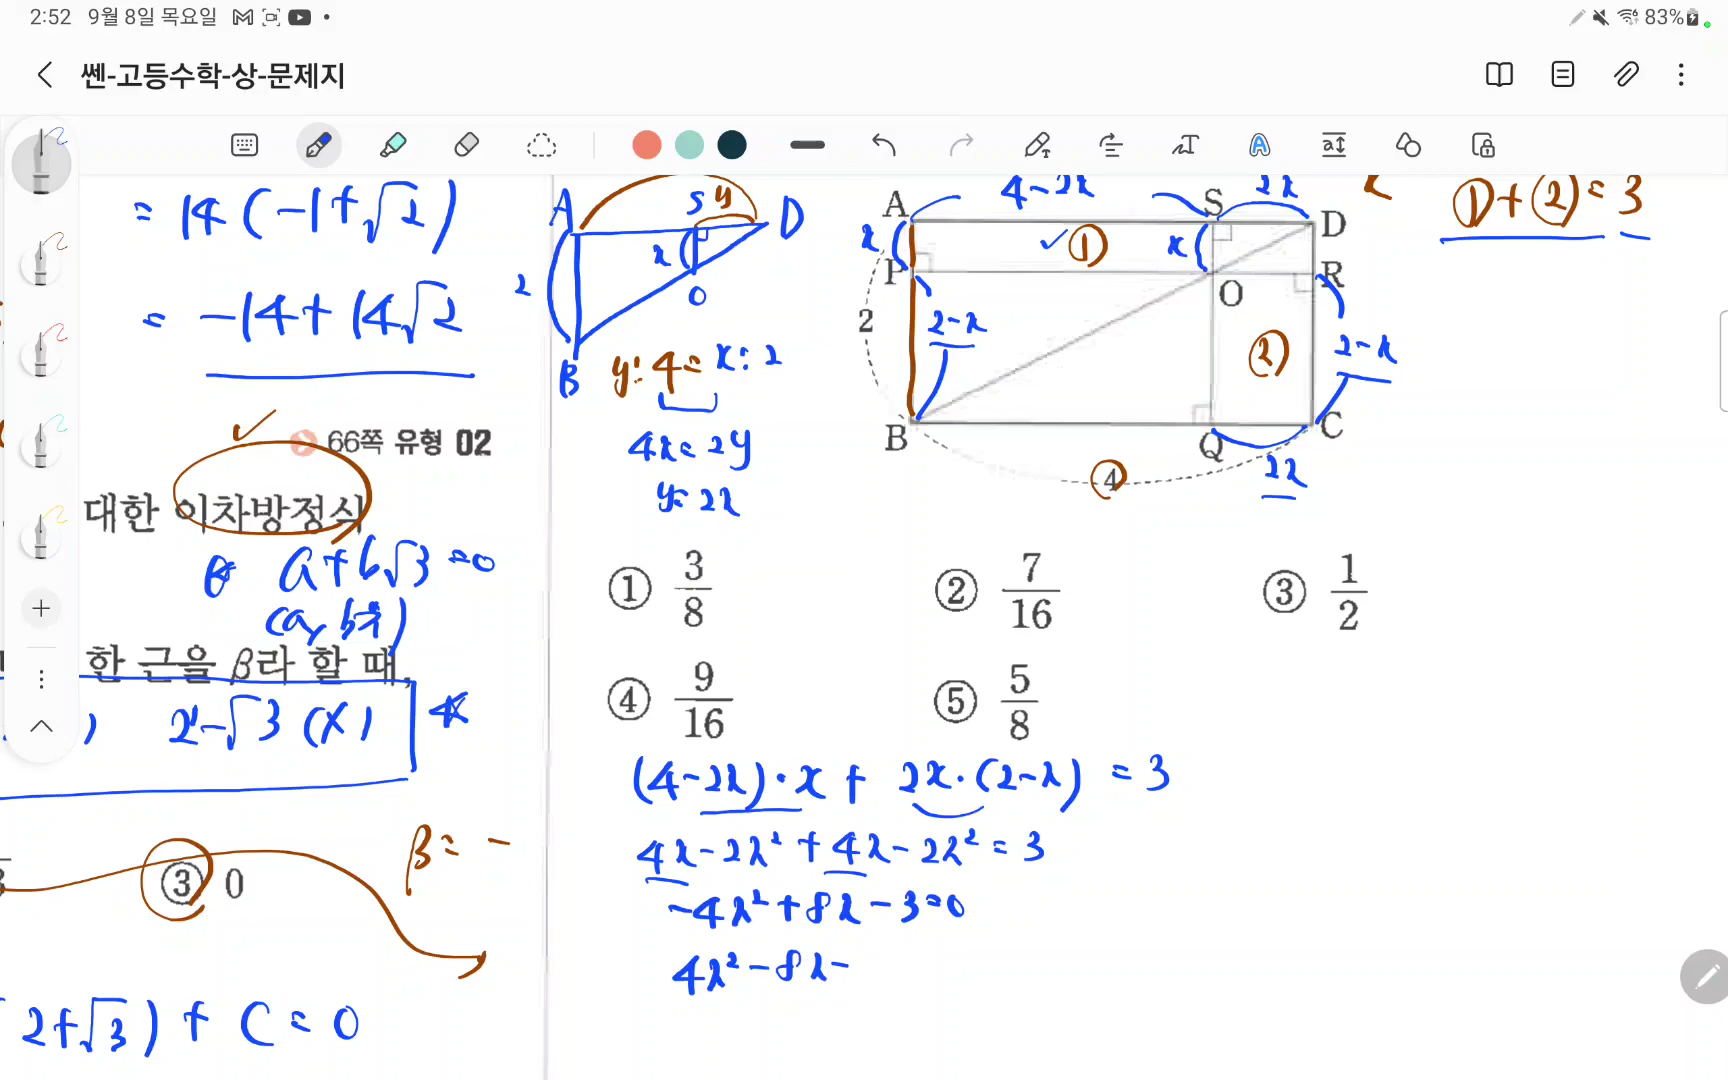 2:52 9월 8일 목요일
83%
쎈-고등수학-상-문제지
= 14(-1+√2)
= -14+14√2
66쪽 유형 02
대한 이차방정식
a+b√3=0
한 근을 β라 할 때,
2-√3 (X)
③ 0
β= -
2+√3) + C = 0
A S y D
x
2
O
B
y:4=x:2
4x=2y
y=2x
4-2x 2x
A S D
x ① x
P R
O
2 2-x ② 2-x
B Q C
④ 2x
①+②=3
① 3/8 ② 7/16 ③ 1/2
④ 9/16 ⑤ 5/8
(4-2x)·x + 2x·(2-x) = 3
4x-2x²+4x-2x²=3
-4x²+8x-3=0
4x²-8x-